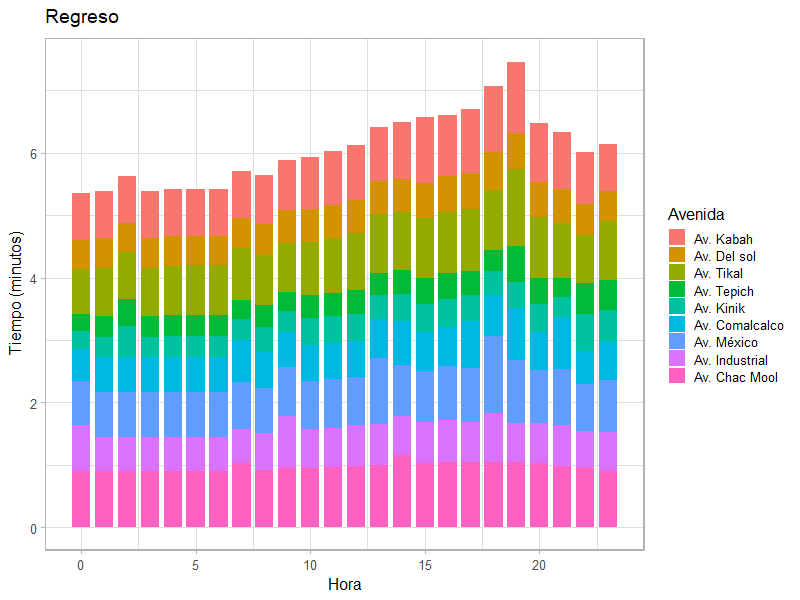 Regreso
Tiempo (minutos)
6
4
2
0
0
5
10
15
20
Hora
Avenida
Av. Kabah
Av. Del sol
Av. Tikal
Av. Tepich
Av. Kinik
Av. Comalcalco
Av. México
Av. Industrial
Av. Chac Mool